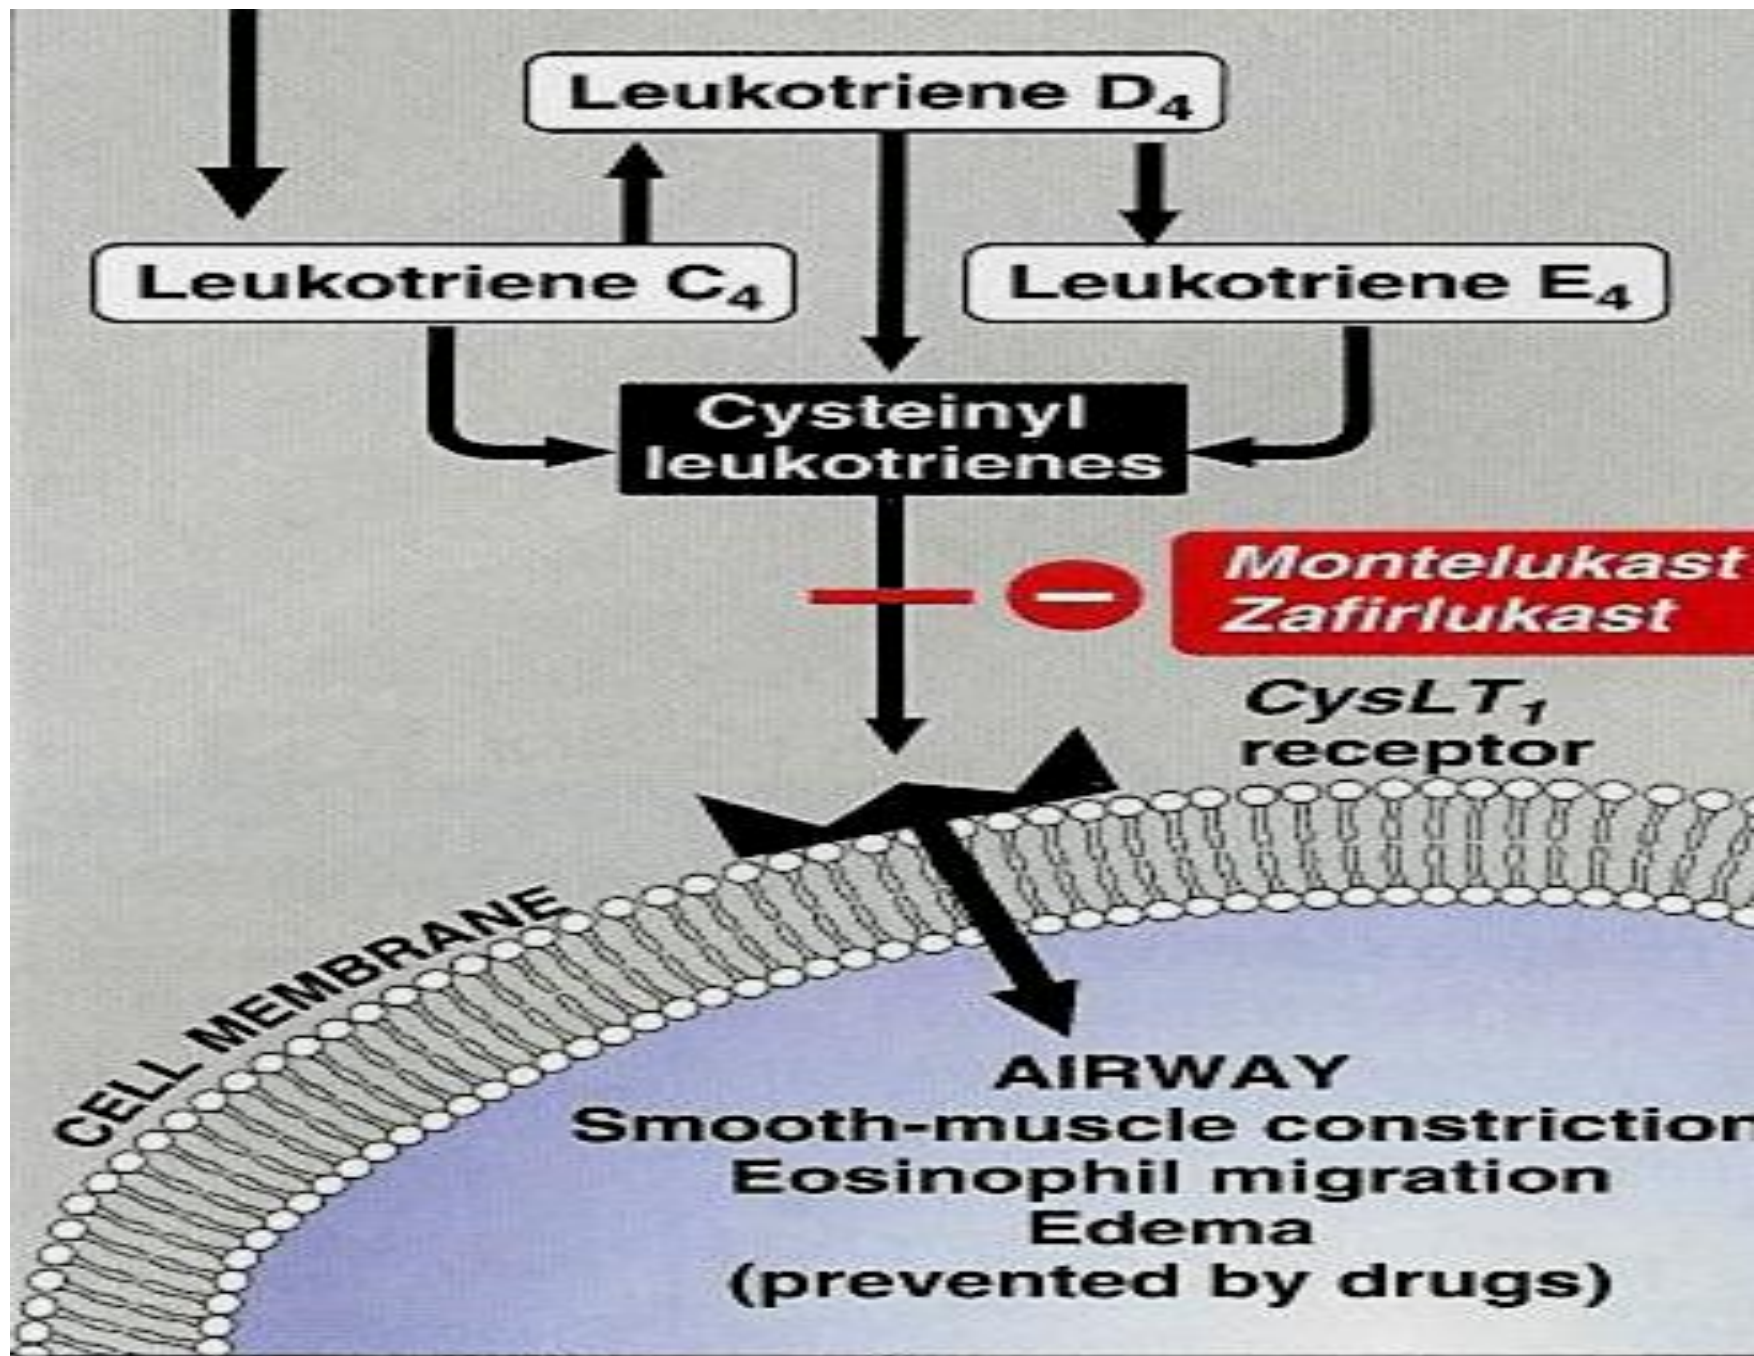 Leukotriene D₄
Leukotriene C₄
Leukotriene E₄
Cysteinyl
leukotrienes
Montelukast
Zafirlukast
CysLT₁
receptor
CELL MEMBRANE
AIRWAY
Smooth-muscle constriction
Eosinophil migration
Edema
(prevented by drugs)